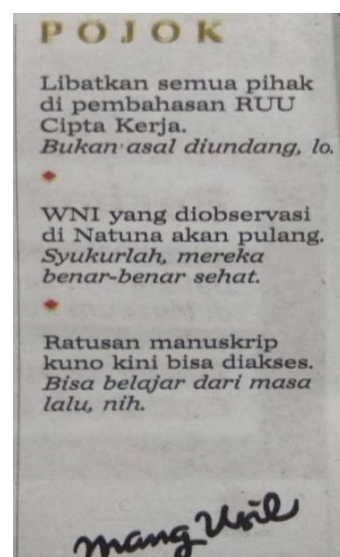 POJOK
Libatkan semua pihak
di pembahasan RUU
Cipta Kerja.
Bukan asal diundang, lo.
WNI yang diobservasi
di Natuna akan pulang.
Syukurlah, mereka
benar-benar sehat.
Ratusan manuskrip
kuno kini bisa diakses.
Bisa belajar dari masa
lalu, nih.
Mang Usil